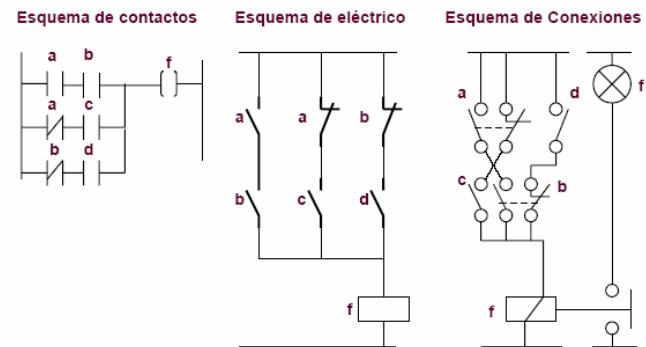 Esquema de contactos
a b f
a c
b d
Esquema de eléctrico
a a b
b c d
f
Esquema de Conexiones
a d f
c b
f